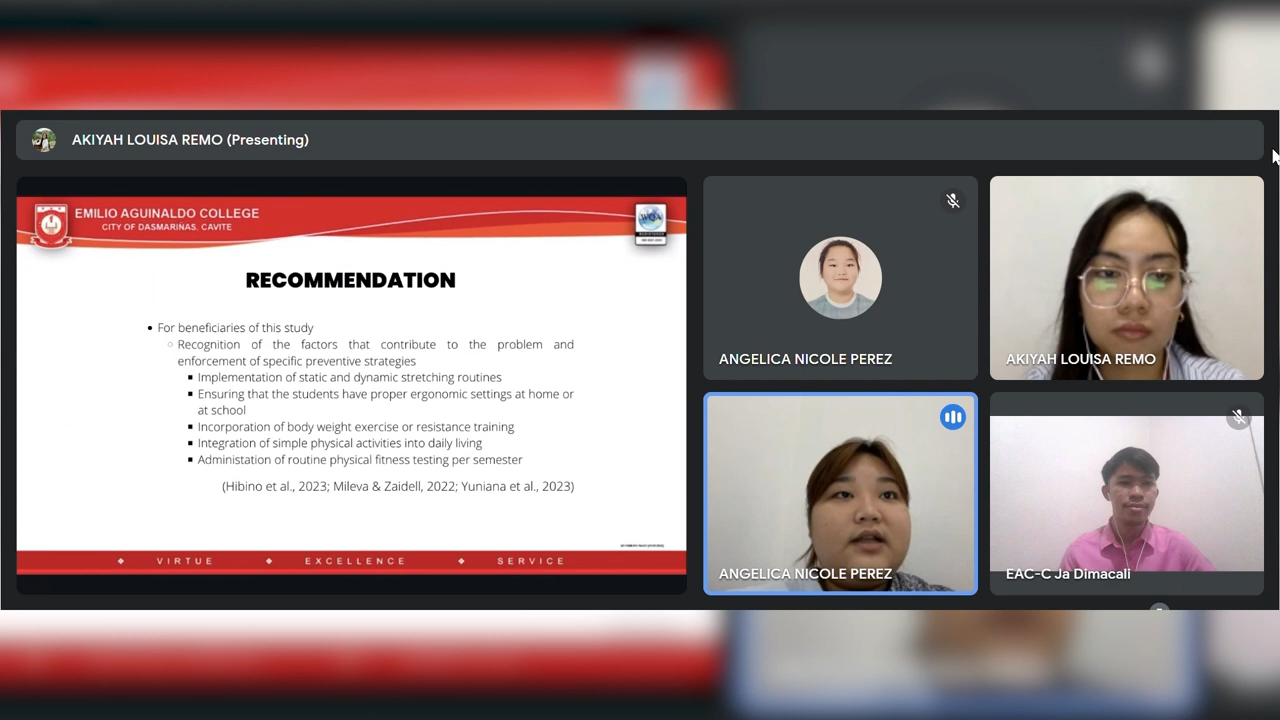 AKIYAH LOUISA REMO (Presenting)
EMILIO AGUINALDO COLLEGE
CITY OF DASMARIÑAS, CAVITE
WQA
RECOMMENDATION
• For beneficiaries of this study
○ Recognition of the factors that contribute to the problem and
enforcement of specific preventive strategies
▪ Implementation of static and dynamic stretching routines
▪ Ensuring that the students have proper ergonomic settings at home or
at school
▪ Incorporation of body weight exercise or resistance training
▪ Integration of simple physical activities into daily living
▪ Administation of routine physical fitness testing per semester
(Hibino et al., 2023; Mileva & Zaidell, 2022; Yuniana et al., 2023)
VIRTUE
EXCELLENCE
SERVICE
ANGELICA NICOLE PEREZ
AKIYAH LOUISA REMO
ANGELICA NICOLE PEREZ
EAC-C Ja Dimacali